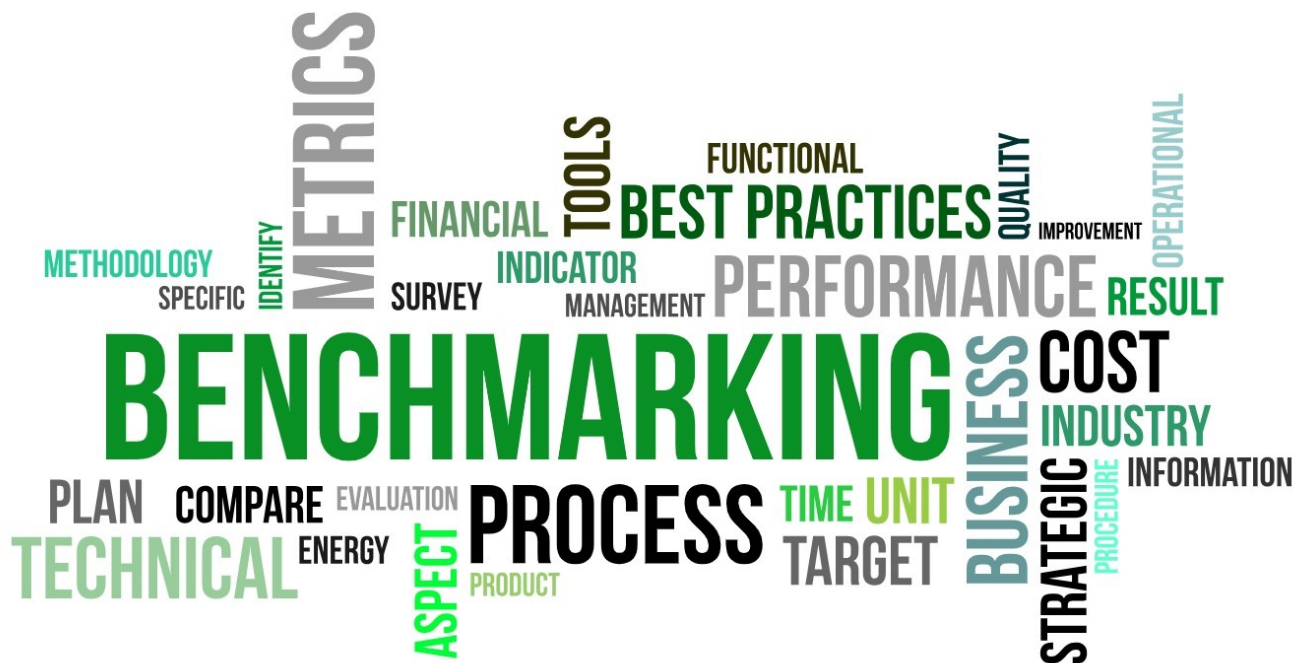 METRICS
TOOLS
FUNCTIONAL
QUALITY
OPERATIONAL
FINANCIAL
BEST PRACTICES
IMPROVEMENT
METHODOLOGY
IDENTIFY
INDICATOR
PERFORMANCE
SPECIFIC
SURVEY
MANAGEMENT
RESULT
BENCHMARKING
BUSINESS
COST
INDUSTRY
INFORMATION
PLAN
COMPARE
EVALUATION
PROCESS
TIME
UNIT
STRATEGIC
PROCEDURE
TECHNICAL
ENERGY
ASPECT
PRODUCT
TARGET